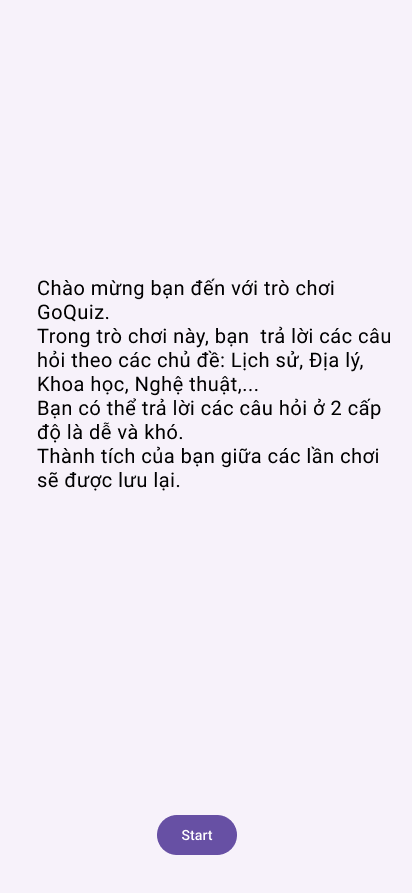 Chào mừng bạn đến với trò chơi
GoQuiz.
Trong trò chơi này, bạn  trả lời các câu
hỏi theo các chủ đề: Lịch sử, Địa lý,
Khoa học, Nghệ thuật,...
Bạn có thể trả lời các câu hỏi ở 2 cấp
độ là dễ và khó.
Thành tích của bạn giữa các lần chơi
sẽ được lưu lại.
Start